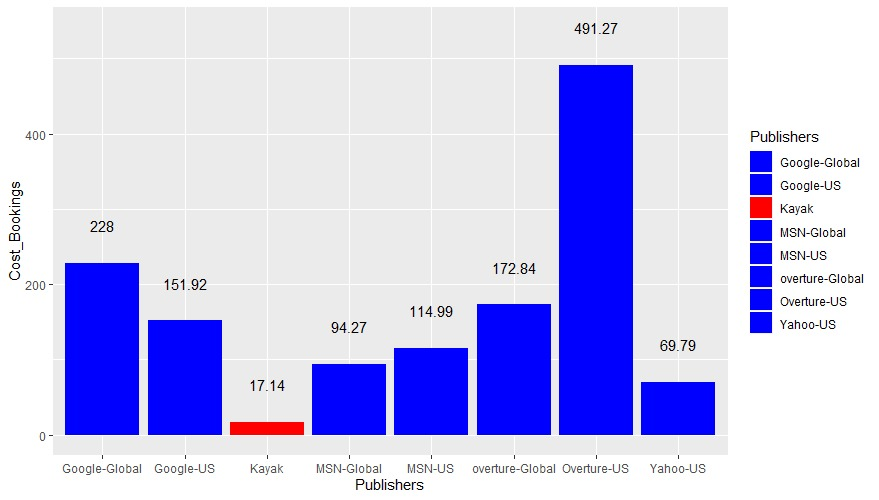 491.27
228
151.92
17.14
94.27
114.99
172.84
69.79
Cost_Bookings
400
200
0
Google-Global
Google-US
Kayak
MSN-Global
MSN-US
overture-Global
Overture-US
Yahoo-US
Publishers
Publishers
Google-Global
Google-US
Kayak
MSN-Global
MSN-US
overture-Global
Overture-US
Yahoo-US